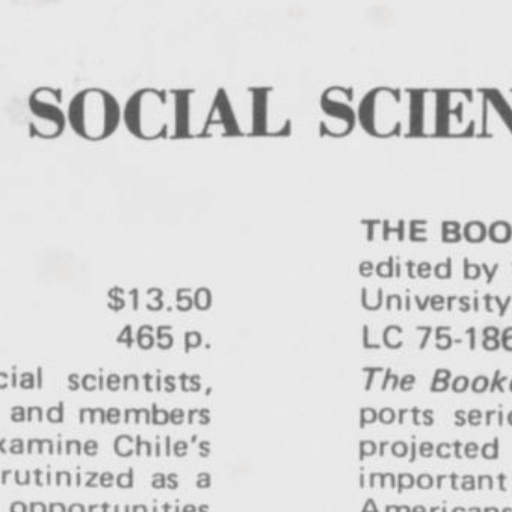 SOCIAL SCIEN
$13.50
465 p.
cial scientists,
and members
xamine Chile's
rutinized as a
opportunities
THE BOO
edited by
University
LC 75-186
The Book
ports seri
projected
important
Americans